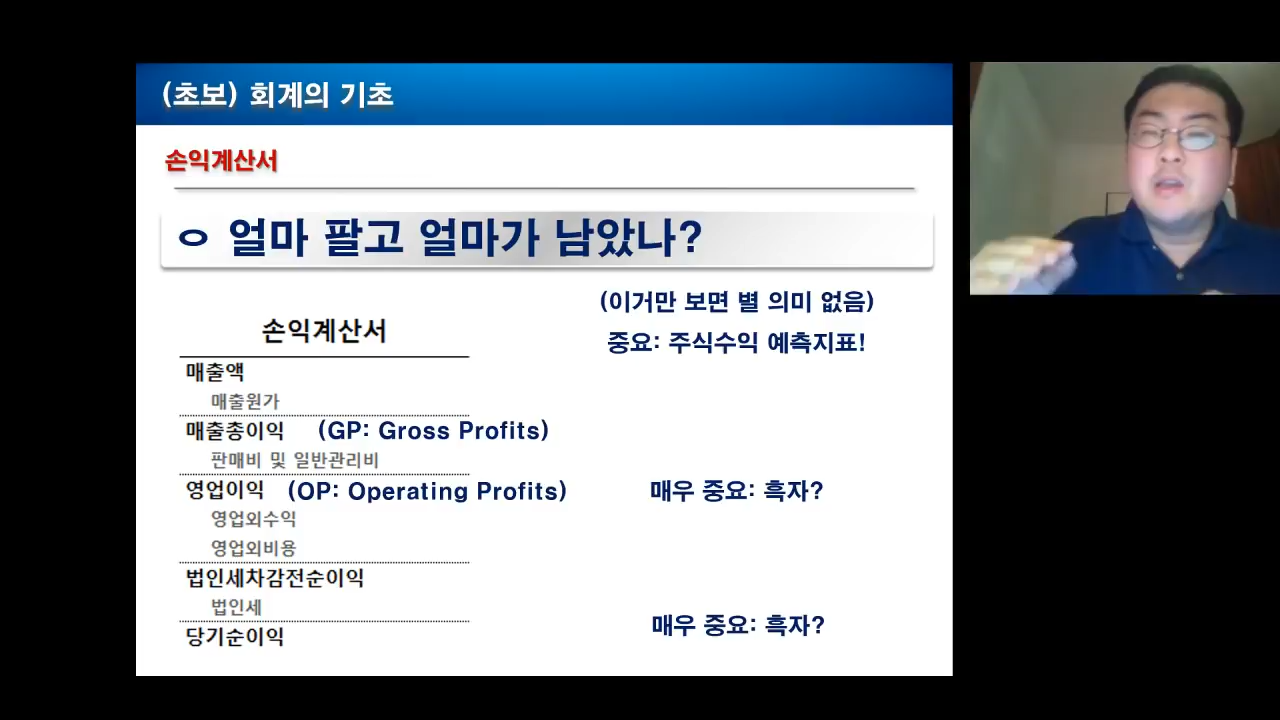 (초보) 회계의 기초
손익계산서
ㅇ 얼마 팔고 얼마가 남았나?
(이거만 보면 별 의미 없음)
중요: 주식수익 예측지표!
손익계산서
매출액
매출원가
매출총이익 (GP: Gross Profits)
판매비 및 일반관리비
영업이익 (OP: Operating Profits) 매우 중요: 흑자?
영업외수익
영업외비용
법인세차감전순이익
법인세
당기순이익 매우 중요: 흑자?